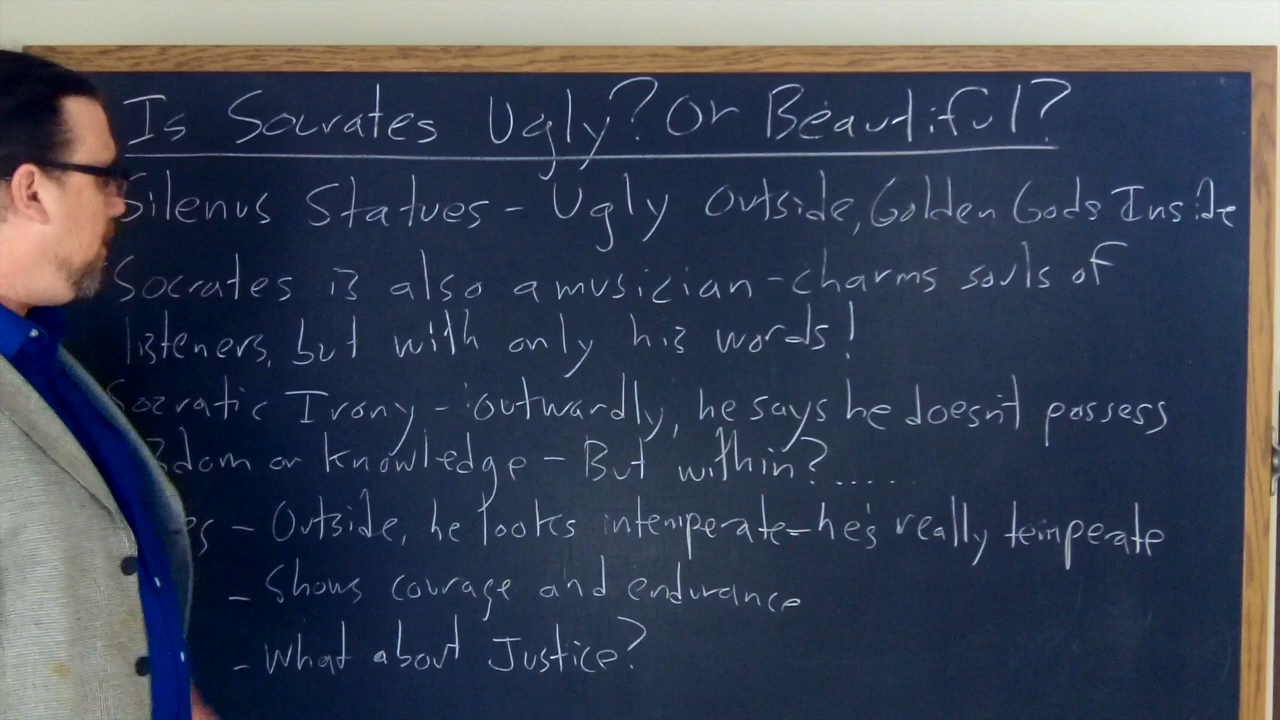 Is Socrates Ugly? Or Beautiful?
Silenus Statues - Ugly Outside, Golden Gods Inside
Socrates is also a musician - charms souls of
listeners, but with only his words!
Socratic Irony - outwardly, he says he doesn't possess
or knowledge - But within?......
- Outside, he looks intemperate - he's really temperate
- Shows courage and endurance
- What about Justice?